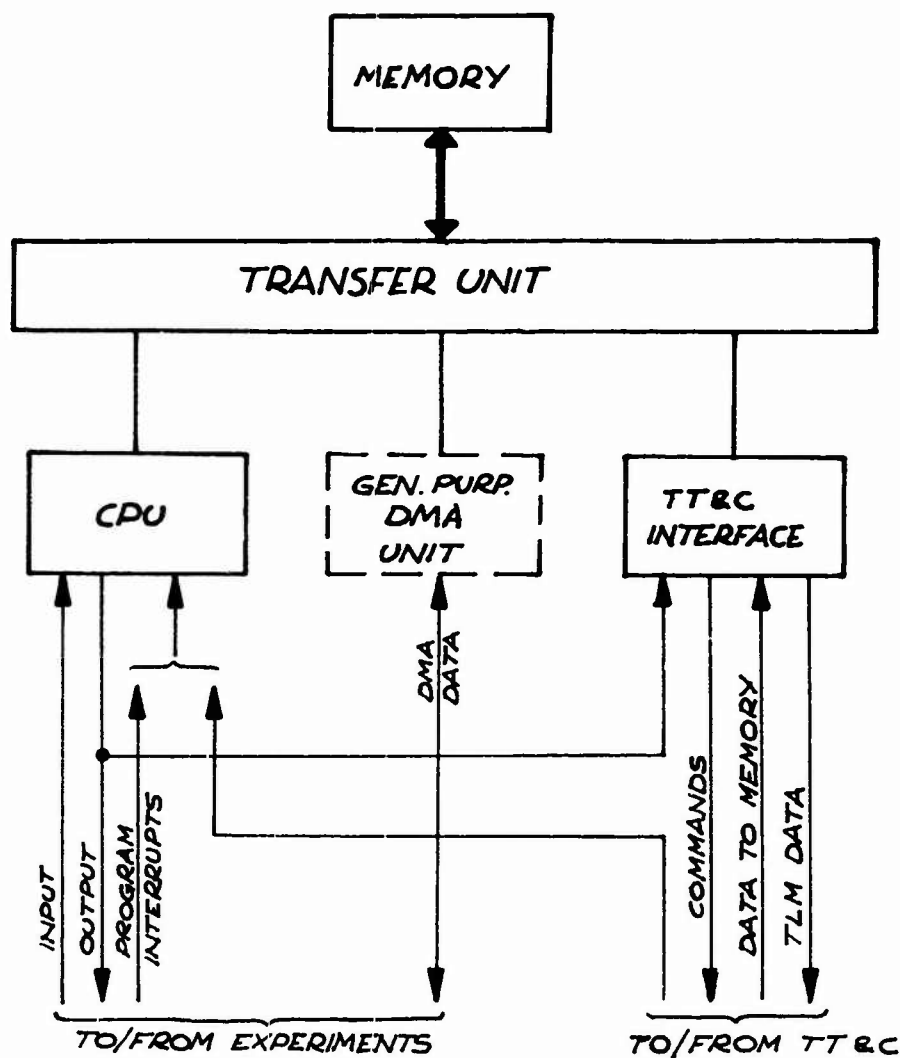 MEMORY
TRANSFER UNIT
CPU
GEN. PURP.
DMA
UNIT
TT&C
INTERFACE
DMA
DATA
INPUT
OUTPUT
PROGRAM
INTERRUPTS
COMMANDS
DATA TO MEMORY
TLM DATA
TO/FROM EXPERIMENTS
TO/FROM TT&C